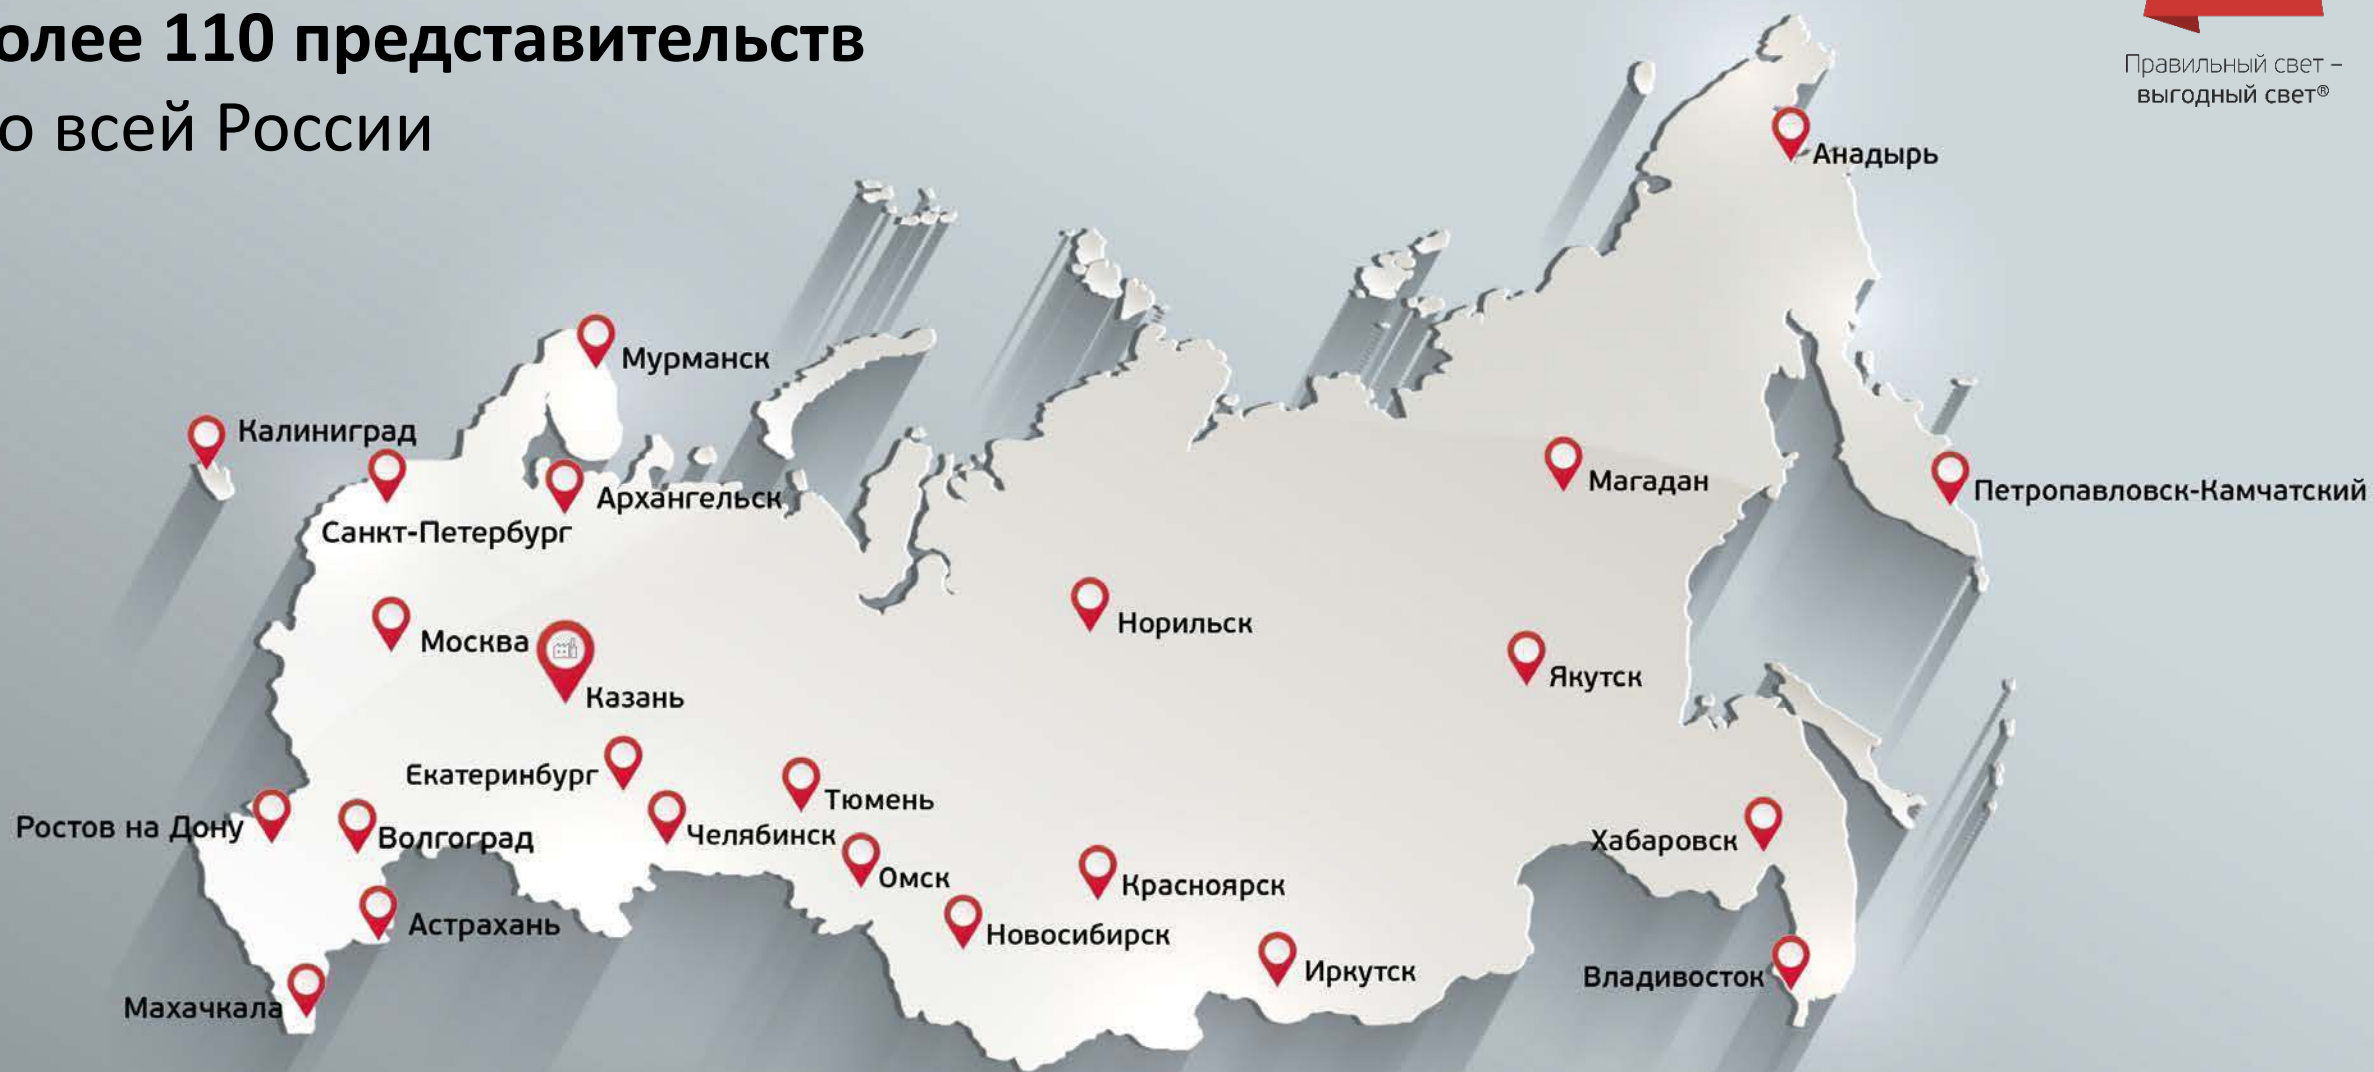 олее 110 представительств
о всей России
Правильный свет –
выгодный свет®
Анадырь
Мурманск
Калининград
Магадан
Петропавловск-Камчатский
Архангельск
Санкт-Петербург
Норильск
Москва
Якутск
Казань
Екатеринбург
Тюмень
Ростов на Дону
Волгоград
Челябинск
Хабаровск
Омск
Красноярск
Астрахань
Новосибирск
Иркутск
Владивосток
Махачкала